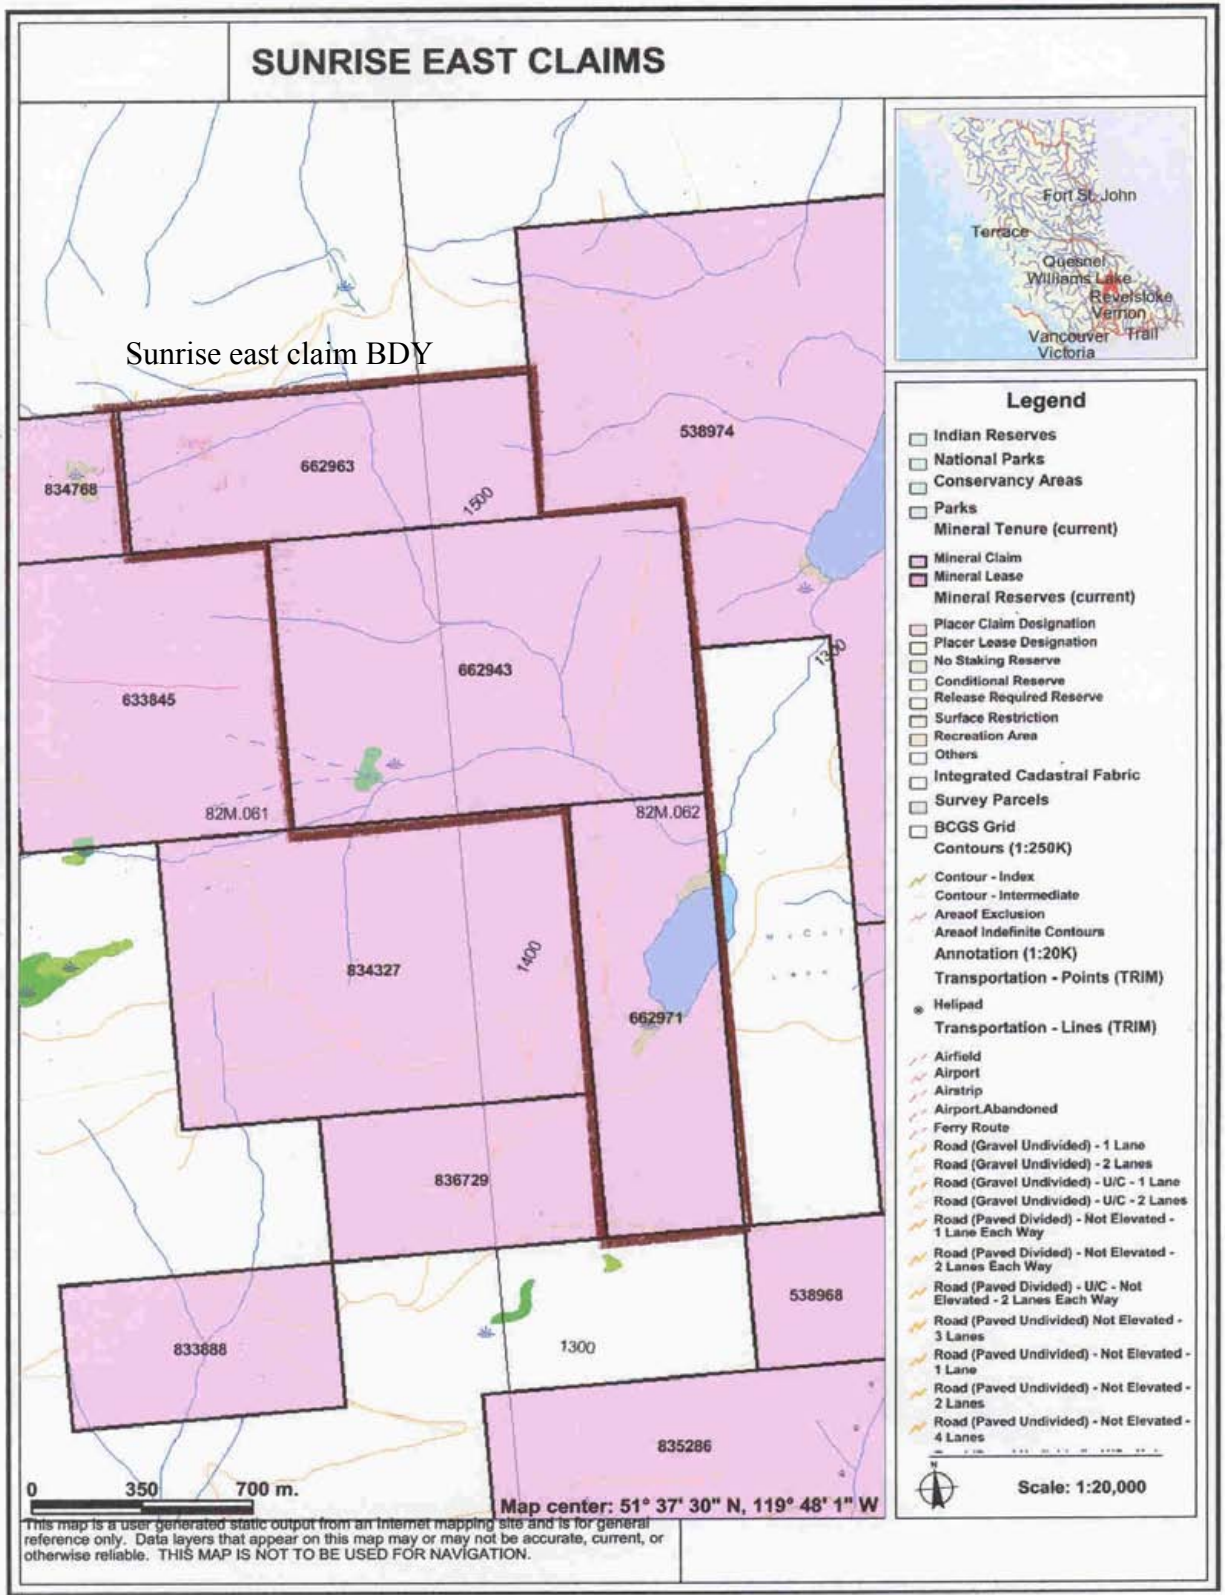 SUNRISE EAST CLAIMS
Fort St. John
Terrace
Quesnel
Williams Lake
Revelstoke
Vernon
Vancouver
Trail
Victoria
Sunrise east claim BDY
538974
662963
834768
1500
662943
633845
1300
82M.061
82M.062
834327
1400
662971
836729
538968
833888
1300
835286
0 350 700 m.
Map center: 51° 37' 30" N, 119° 48' 1" W
This map is a user generated static output from an Internet mapping site and is for general
reference only. Data layers that appear on this map may or may not be accurate, current, or
otherwise reliable. THIS MAP IS NOT TO BE USED FOR NAVIGATION.
Legend
Indian Reserves
National Parks
Conservancy Areas
Parks
Mineral Tenure (current)
Mineral Claim
Mineral Lease
Mineral Reserves (current)
Placer Claim Designation
Placer Lease Designation
No Staking Reserve
Conditional Reserve
Release Required Reserve
Surface Restriction
Recreation Area
Others
Integrated Cadastral Fabric
Survey Parcels
BCGS Grid
Contours (1:250K)
Contour - Index
Contour - Intermediate
Areaof Exclusion
Areaof Indefinite Contours
Annotation (1:20K)
Transportation - Points (TRIM)
Helipad
Transportation - Lines (TRIM)
Airfield
Airport
Airstrip
Airport.Abandoned
Ferry Route
Road (Gravel Undivided) - 1 Lane
Road (Gravel Undivided) - 2 Lanes
Road (Gravel Undivided) - U/C - 1 Lane
Road (Gravel Undivided) - U/C - 2 Lanes
Road (Paved Divided) - Not Elevated -
1 Lane Each Way
Road (Paved Divided) - Not Elevated -
2 Lanes Each Way
Road (Paved Divided) - U/C - Not
Elevated - 2 Lanes Each Way
Road (Paved Undivided) Not Elevated -
3 Lanes
Road (Paved Undivided) - Not Elevated -
1 Lane
Road (Paved Undivided) - Not Elevated -
2 Lanes
Road (Paved Undivided) - Not Elevated -
4 Lanes
N
Scale: 1:20,000